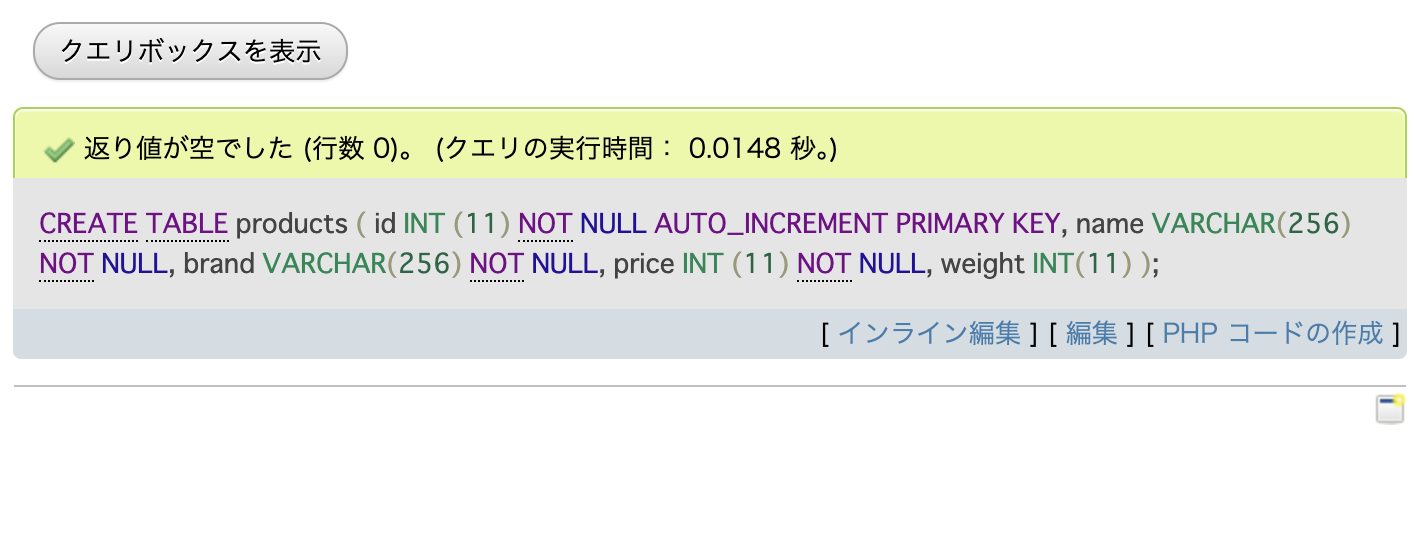 クエリボックスを表示
返り値が空でした (行数 0)。 (クエリの実行時間： 0.0148 秒。)
CREATE TABLE products ( id INT (11) NOT NULL AUTO_INCREMENT PRIMARY KEY, name VARCHAR(256)
NOT NULL, brand VARCHAR(256) NOT NULL, price INT (11) NOT NULL, weight INT(11) );
[ インライン編集 ] [ 編集 ] [ PHP コードの作成 ]